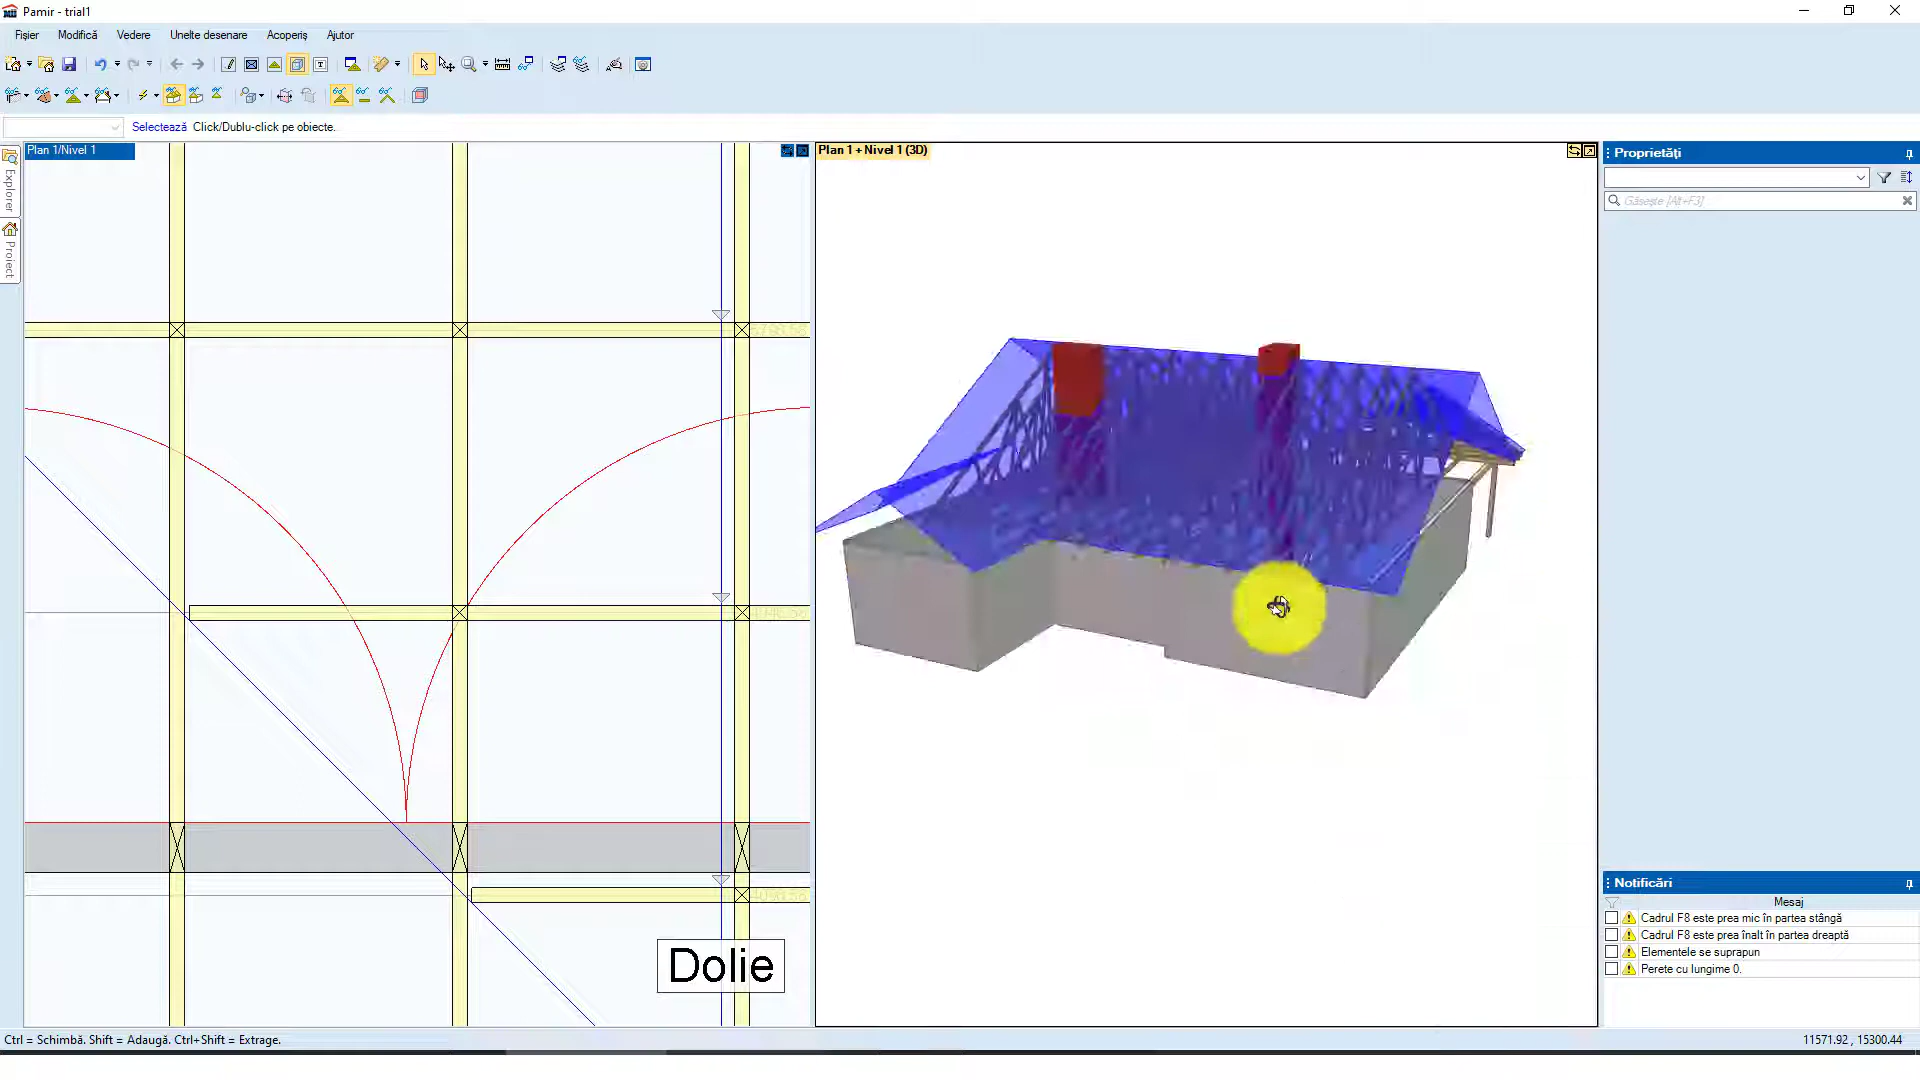 Pamir - trial1
Fișier Modifică Vedere Unelte desenare Acoperiș Ajutor
Selectează Click/Dublu-click pe obiecte.
Plan 1/Nivel 1
Plan 1 + Nivel 1 (3D)
Proprietăți
Găsește [Alt+F3]
Explorer
Proiect
Dolie
Notificări
Mesaj
Cadrul F8 este prea mic în partea stângă
Cadrul F8 este prea înalt în partea dreaptă
Elementele se suprapun
Perete cu lungime 0.
Ctrl = Schimbă. Shift = Adaugă. Ctrl+Shift = Extrage.
11571.92 , 15300.44